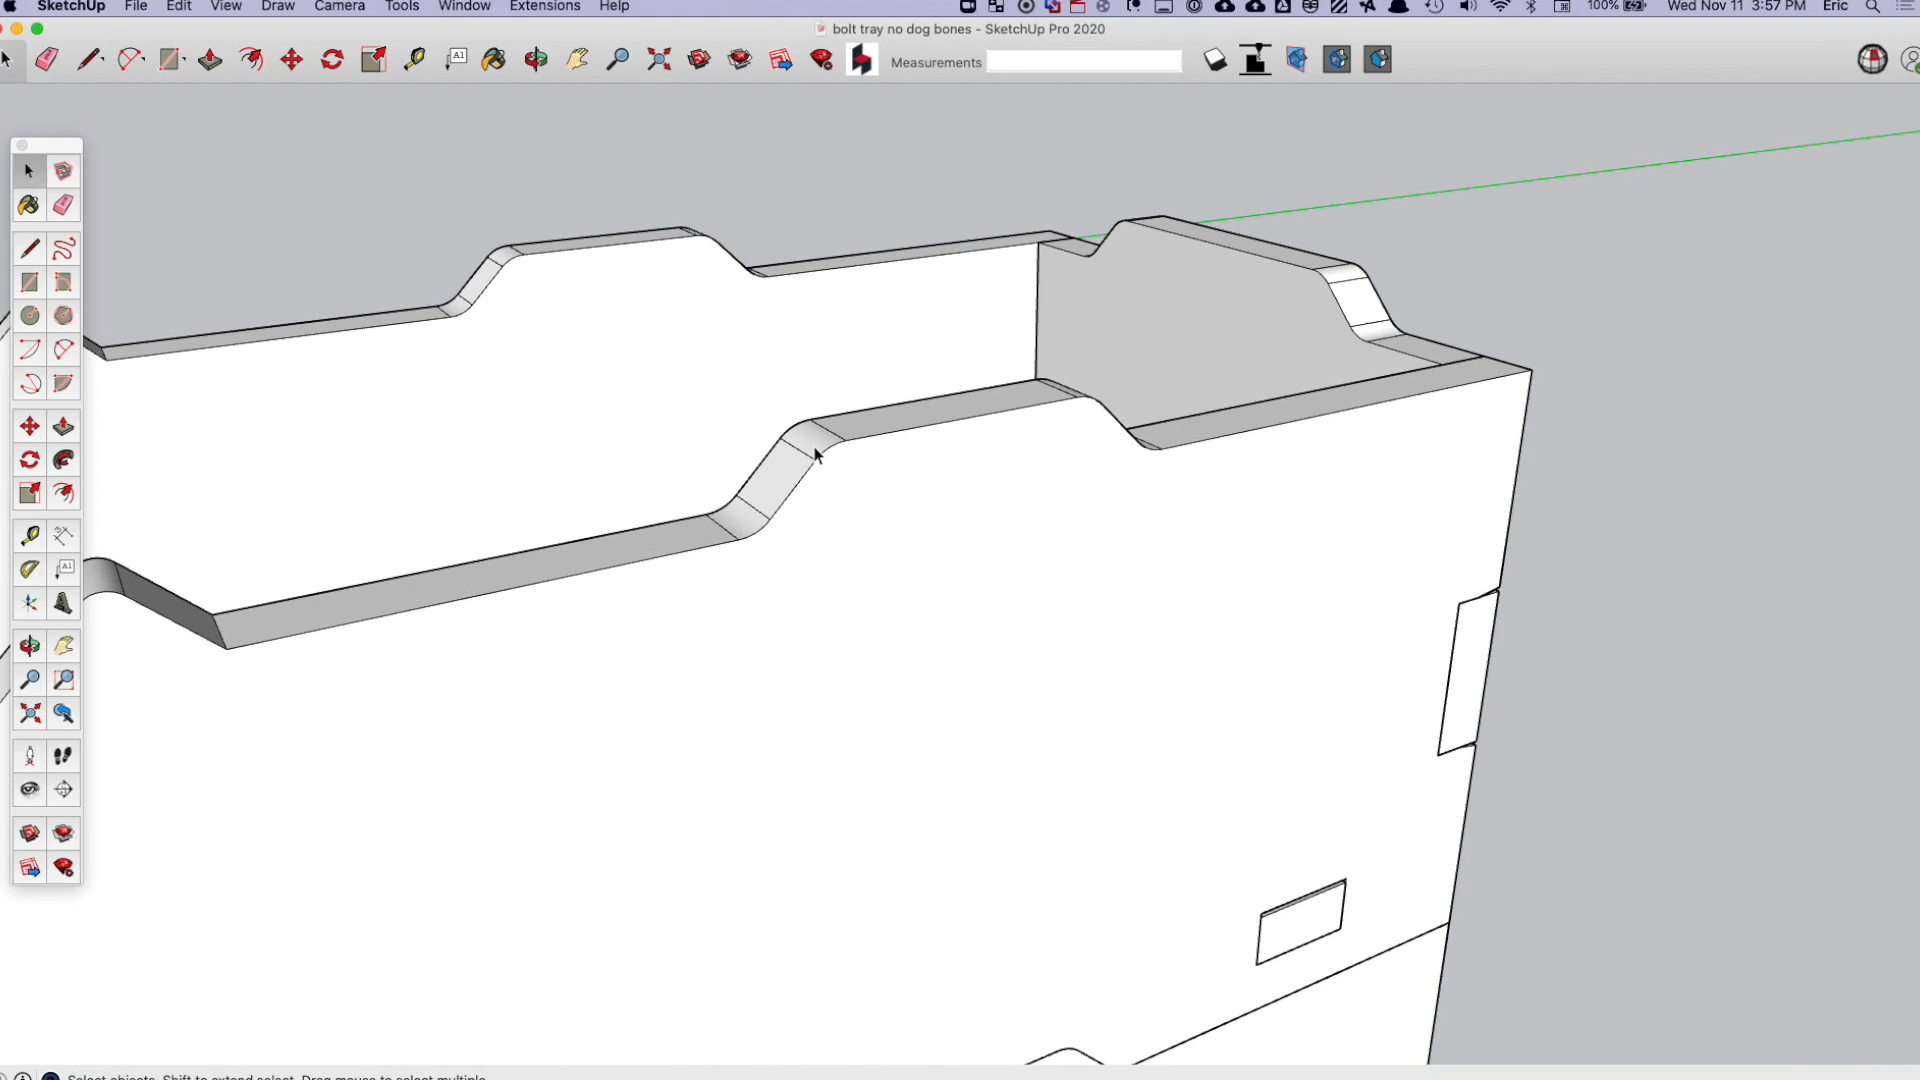 SketchUp File Edit View Draw Camera Tools Window Extensions Help 100% Wed Nov 11 3:57 PM Eric
bolt tray no dog bones - SketchUp Pro 2020
A1 Measurements
A1
Select objects. Shift to extend select. Drag mouse to select multiple.